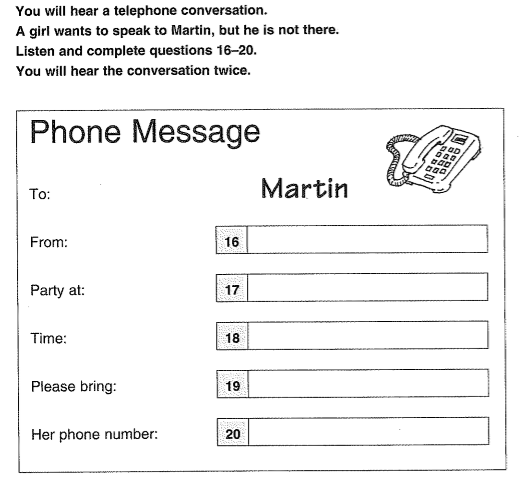 You will hear a telephone conversation.
A girl wants to speak to Martin, but he is not there.
Listen and complete questions 16–20.
You will hear the conversation twice.
Phone Message
To: Martin
From: 16
Party at: 17
Time: 18
Please bring: 19
Her phone number: 20